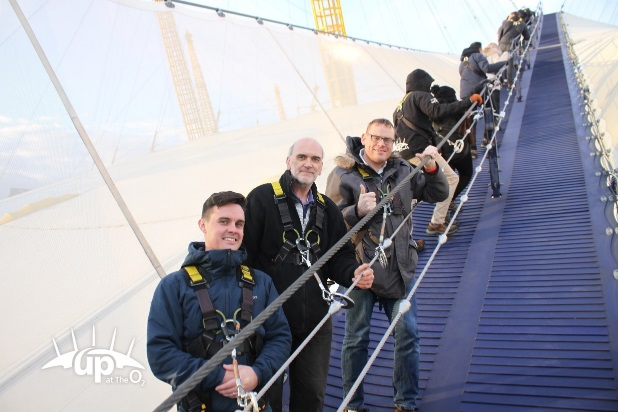 up
at The O2